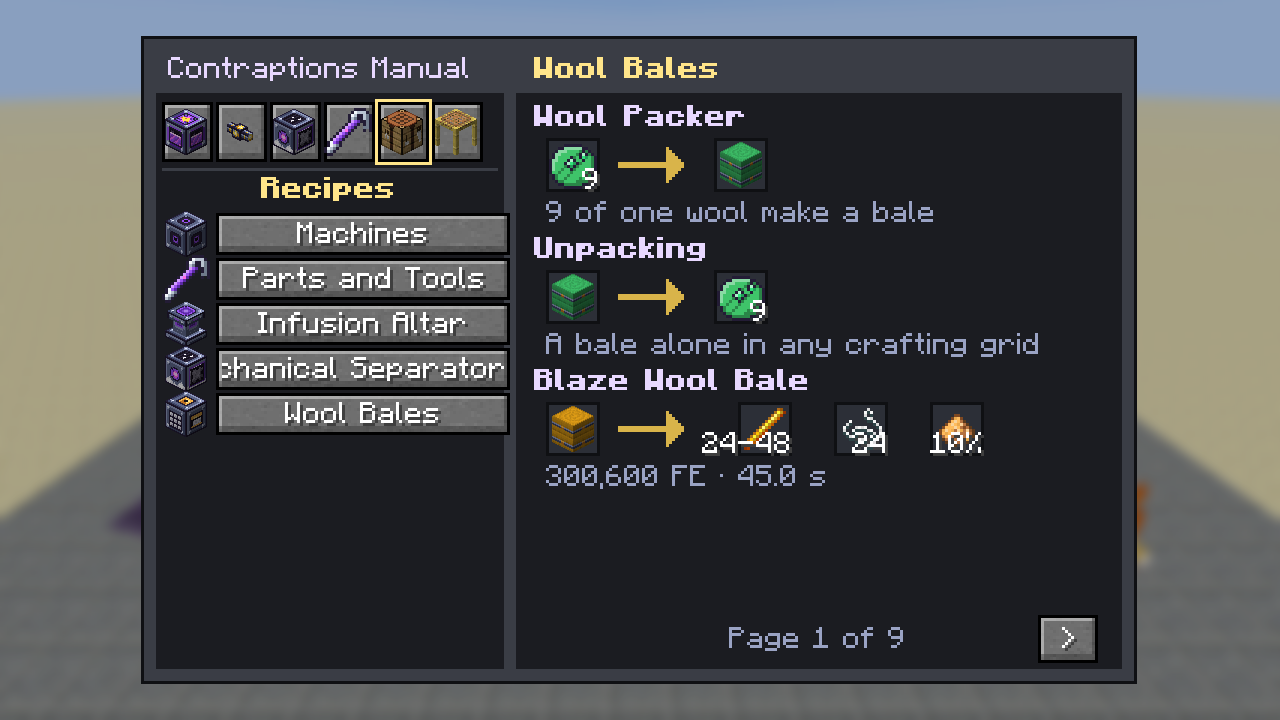 Contraptions Manual
Recipes
Machines
Parts and Tools
Infusion Altar
chanical Separator
Wool Bales
Wool Bales
Wool Packer
9
9 of one wool make a bale
Unpacking
9
A bale alone in any crafting grid
Blaze Wool Bale
24-48 24 10%
300,600 FE · 45.0 s
Page 1 of 9
>